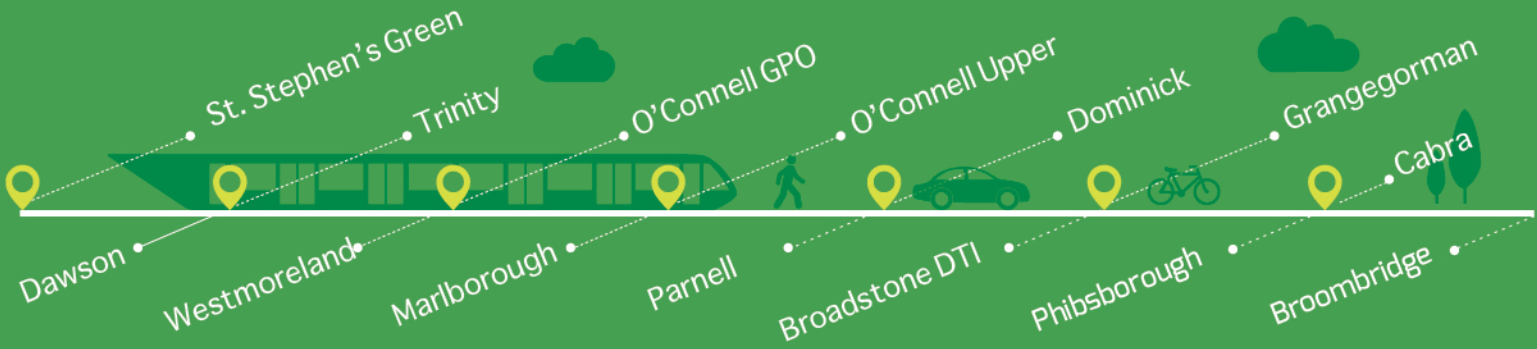 St. Stephen's Green
Trinity
O'Connell GPO
O'Connell Upper
Dominick
Grangegorman
Cabra
Dawson
Westmoreland
Marlborough
Parnell
Broadstone DTI
Phibsborough
Broombridge